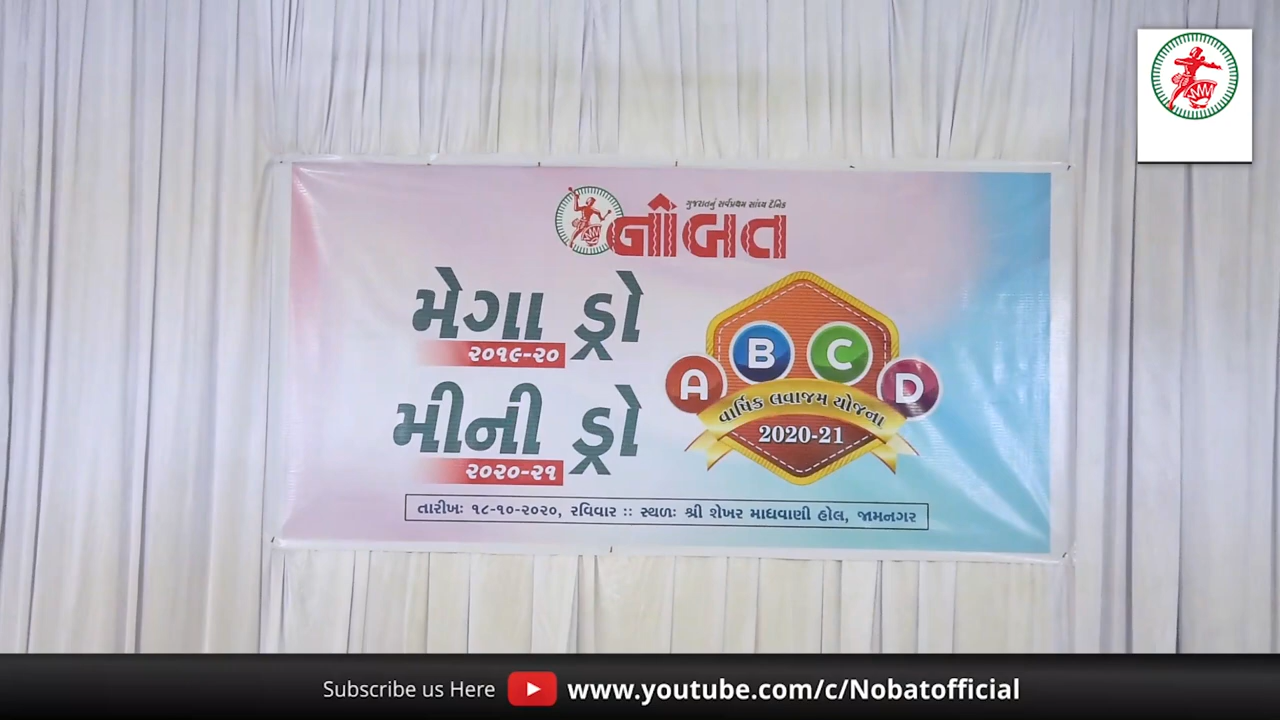 ગુજરાતનું સર્વપ્રથમ સાંધ્ય દૈનિક
નોબત
મેગા ડ્રો
૨૦૧૯-૨૦
મીની ડ્રો
૨૦૨૦-૨૧
A B C D
વાર્ષિક લવાજમ યોજના
2020-21
તારીખઃ ૧૮-૧૦-૨૦૨૦, રવિવાર :: સ્થળઃ શ્રી શેખર માધવાણી હોલ, જામનગર
Subscribe us Here www.youtube.com/c/Nobatofficial